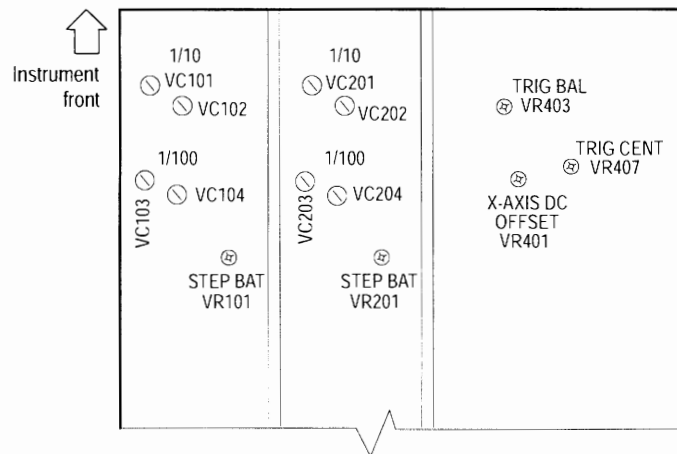 Instrument
front
1/10
VC101
VC102
1/100
VC103
VC104
STEP BAT
VR101
1/10
VC201
VC202
1/100
VC203
VC204
STEP BAT
VR201
TRIG BAL
VR403
TRIG CENT
VR407
X-AXIS DC
OFFSET
VR401